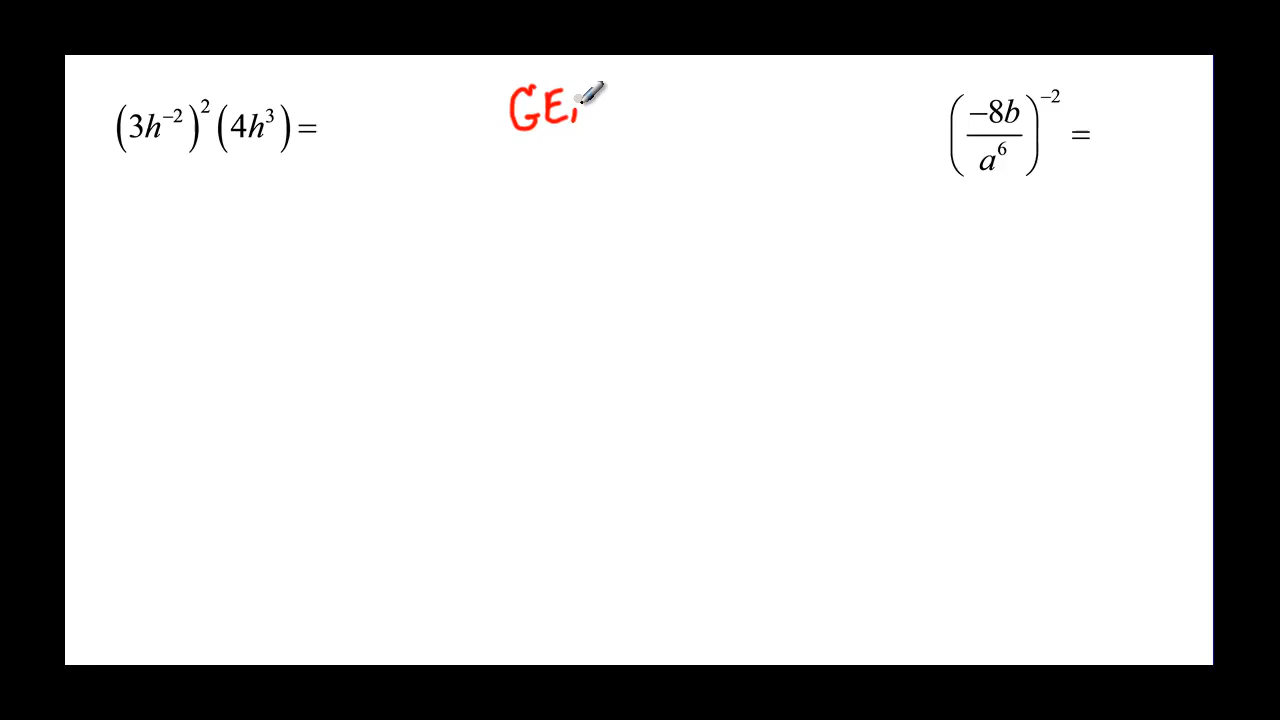 (3h⁻²)²(4h³)=
GE
(−8b/a⁶)⁻² =